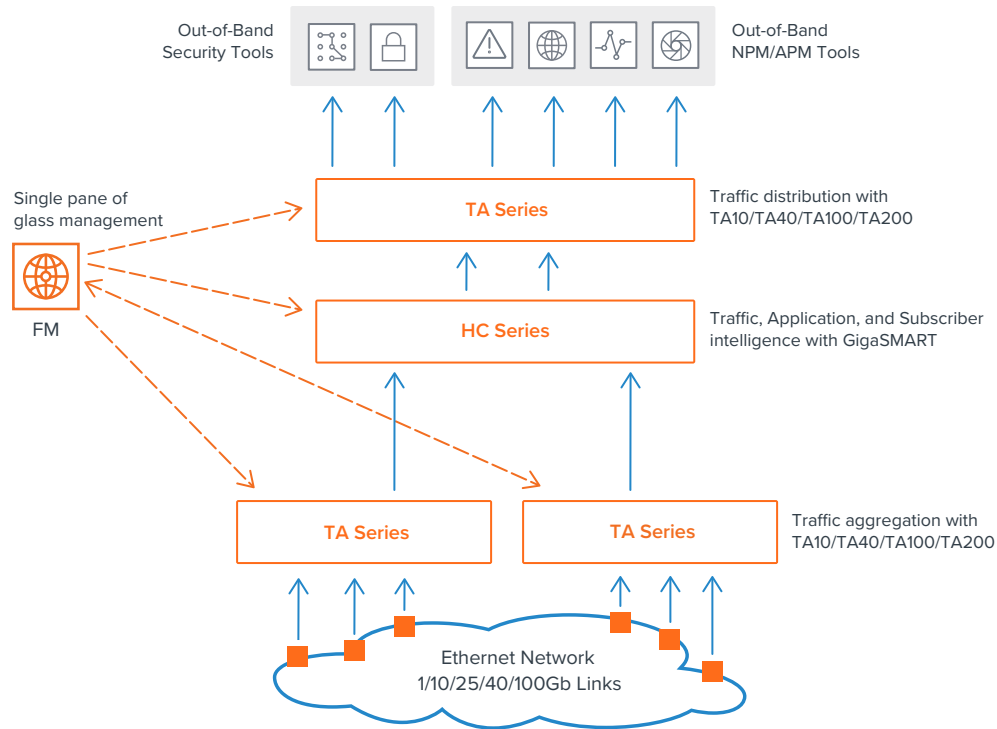 Out-of-Band
Security Tools
Out-of-Band
NPM/APM Tools
Single pane of
glass management
FM
TA Series
Traffic distribution with
TA10/TA40/TA100/TA200
HC Series
Traffic, Application, and Subscriber
intelligence with GigaSMART
TA Series
TA Series
Traffic aggregation with
TA10/TA40/TA100/TA200
Ethernet Network
1/10/25/40/100Gb Links